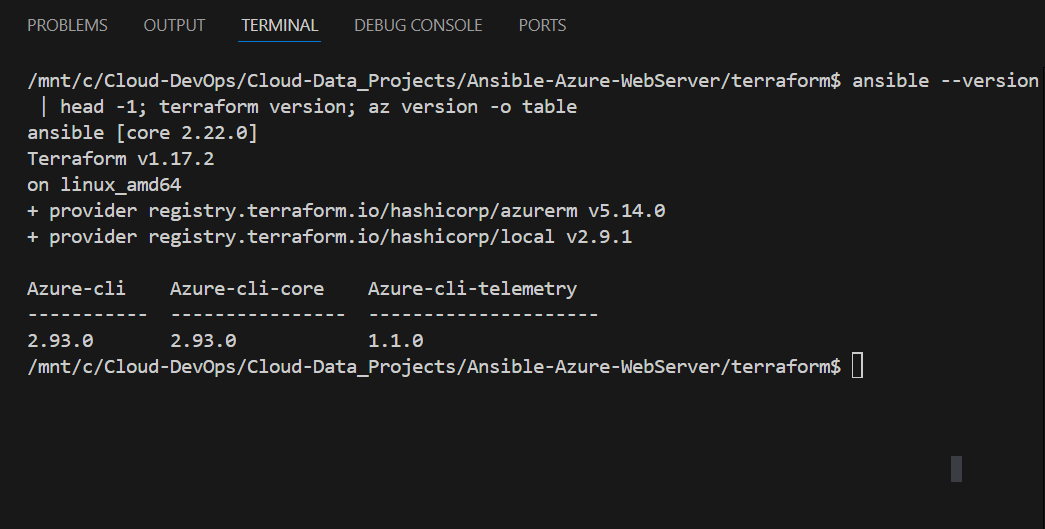 PROBLEMS OUTPUT TERMINAL DEBUG CONSOLE PORTS
/mnt/c/Cloud-DevOps/Cloud-Data_Projects/Ansible-Azure-WebServer/terraform$ ansible --version
| head -1; terraform version; az version -o table
ansible [core 2.22.0]
Terraform v1.17.2
on linux_amd64
+ provider registry.terraform.io/hashicorp/azurerm v5.14.0
+ provider registry.terraform.io/hashicorp/local v2.9.1
Azure-cli    Azure-cli-core    Azure-cli-telemetry
-----------  ----------------  ---------------------
2.93.0       2.93.0            1.1.0
/mnt/c/Cloud-DevOps/Cloud-Data_Projects/Ansible-Azure-WebServer/terraform$